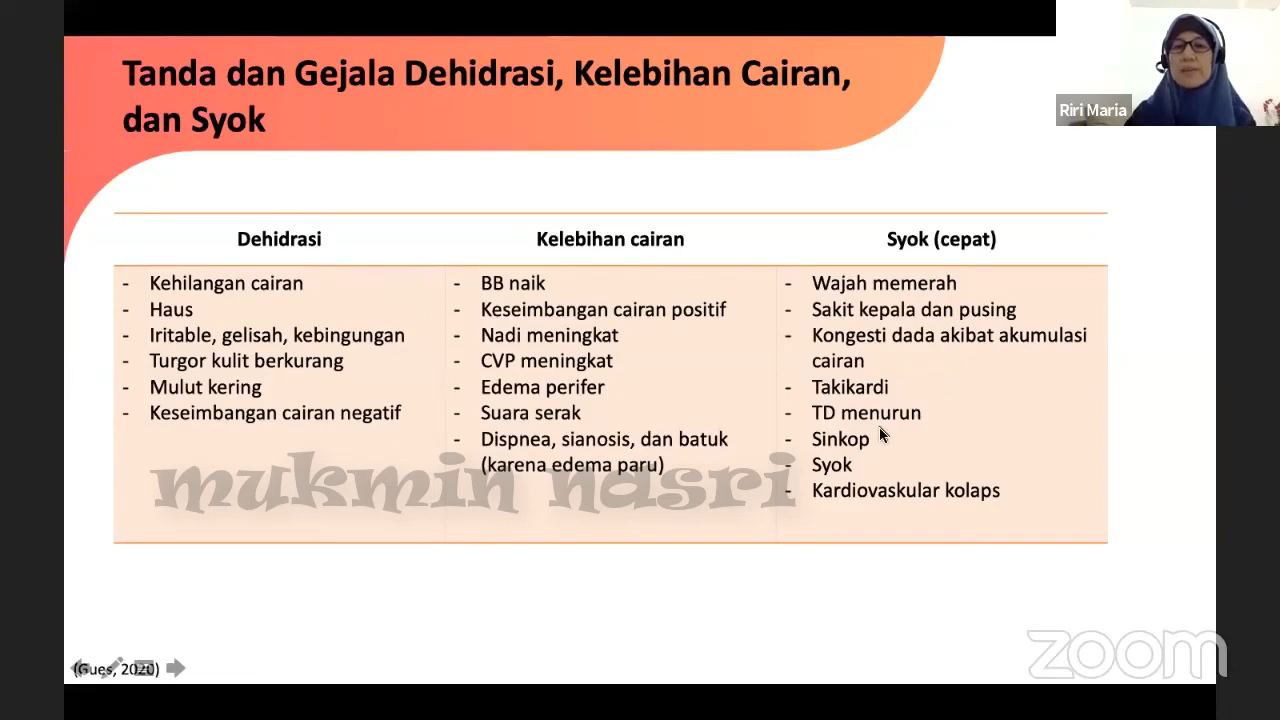 Tanda dan Gejala Dehidrasi, Kelebihan Cairan,
dan Syok
Riri Maria
Dehidrasi
Kelebihan cairan
Syok (cepat)
- Kehilangan cairan
- Haus
- Iritable, gelisah, kebingungan
- Turgor kulit berkurang
- Mulut kering
- Keseimbangan cairan negatif
- BB naik
- Keseimbangan cairan positif
- Nadi meningkat
- CVP meningkat
- Edema perifer
- Suara serak
- Dispnea, sianosis, dan batuk
(karena edema paru)
- Wajah memerah
- Sakit kepala dan pusing
- Kongesti dada akibat akumulasi
cairan
- Takikardi
- TD menurun
- Sinkop
- Syok
- Kardiovaskular kolaps
mukmin nasri
(Gues, 2020)
zoom